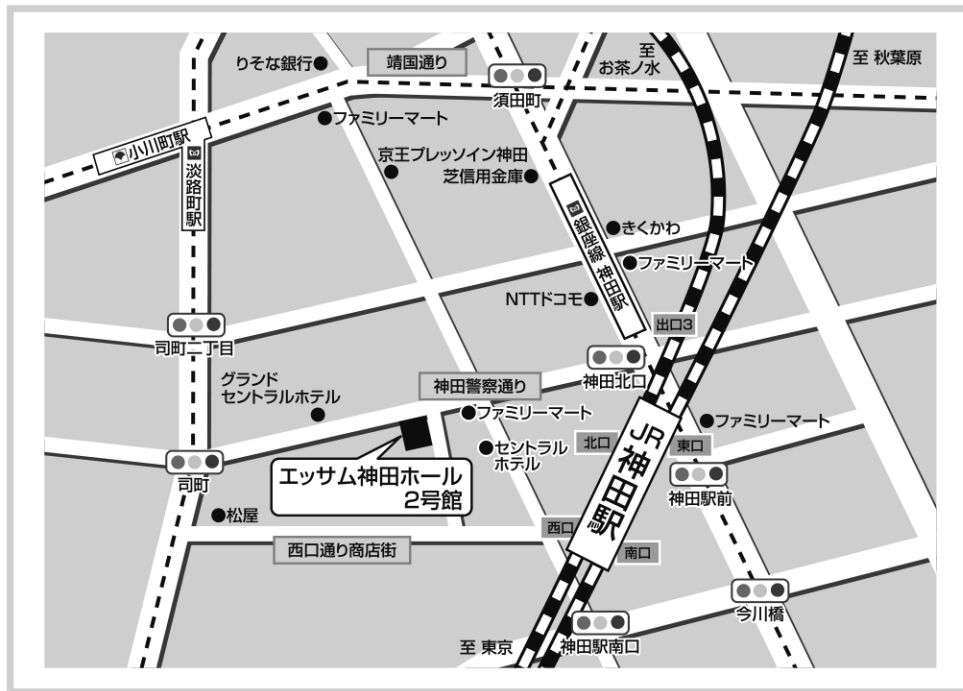 至
お茶ノ水
至 秋葉原
りそな銀行
靖国通り
須田町
ファミリーマート
小川町駅
淡路町駅
京王プレッソイン神田
芝信用金庫
銀座線 神田駅
きくかわ
ファミリーマート
NTTドコモ
出口3
司町二丁目
神田北口
グランド
セントラルホテル
神田警察通り
ファミリーマート
ファミリーマート
セントラル
ホテル
北口
JR神田駅
東口
司町
エッサム神田ホール
2号館
神田駅前
松屋
西口
西口通り商店街
南口
今川橋
至 東京
神田駅南口